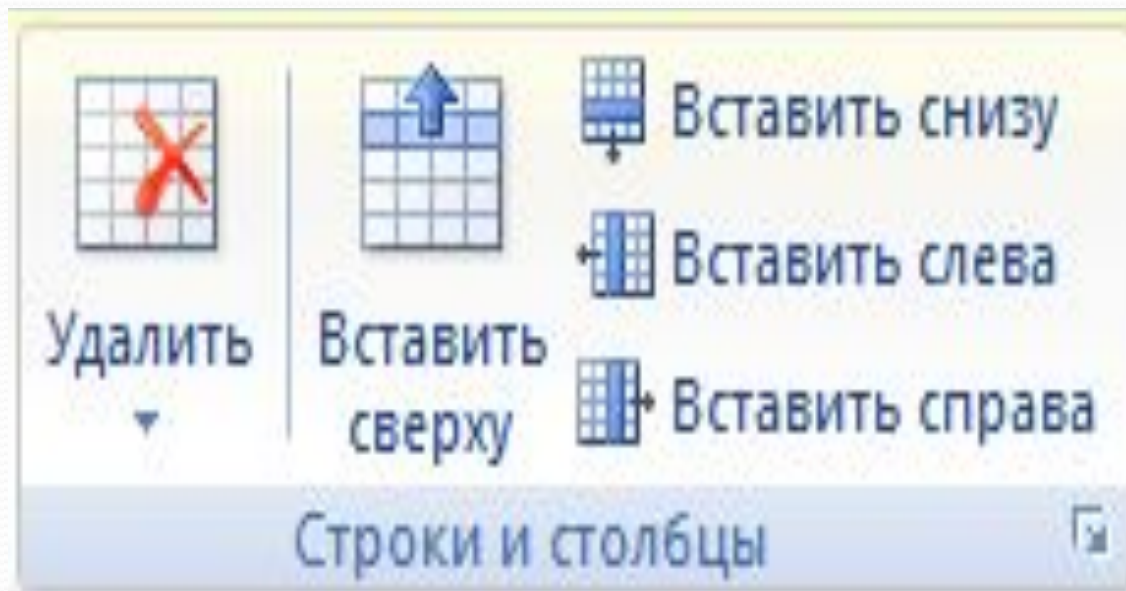 Удалить
Вставить
сверху
Вставить снизу
Вставить слева
Вставить справа
Строки и столбцы